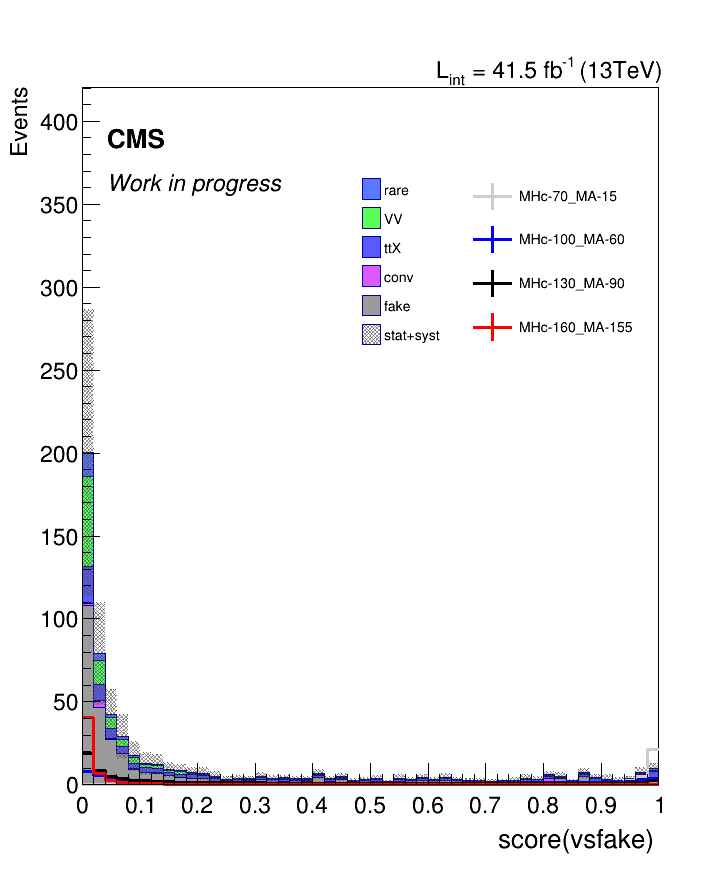 L_int = 41.5 fb^-1 (13TeV)
Events
CMS
Work in progress
rare
VV
ttX
conv
fake
stat+syst
MHc-70_MA-15
MHc-100_MA-60
MHc-130_MA-90
MHc-160_MA-155
400
350
300
250
200
150
100
50
0
0 0.1 0.2 0.3 0.4 0.5 0.6 0.7 0.8 0.9 1
score(vsfake)